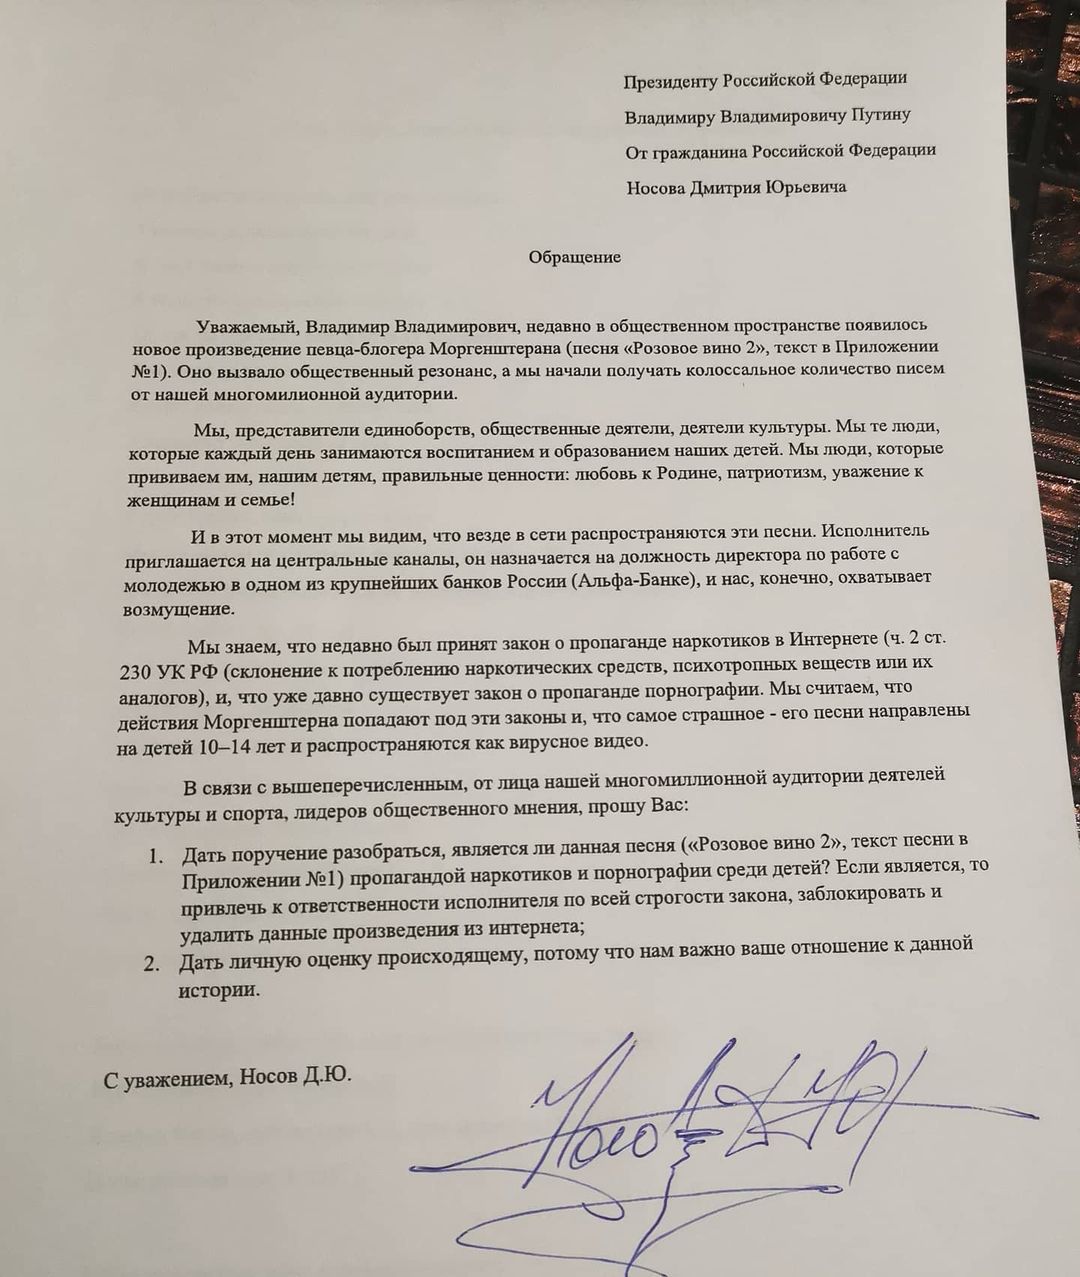 Президенту Российской Федерации
Владимиру Владимировичу Путину
От гражданина Российской Федерации
Носова Дмитрия Юрьевича
Обращение
Уважаемый, Владимир Владимирович, недавно в общественном пространстве появилось
новое произведение певца-блогера Моргенштерана (песня «Розовое вино 2», текст в Приложении
№1). Оно вызвало общественный резонанс, а мы начали получать колоссальное количество писем
от нашей многомилионной аудитории.
Мы, представители единоборств, общественные деятели, деятели культуры. Мы те люди,
которые каждый день занимаются воспитанием и образованием наших детей. Мы люди, которые
прививаем им, нашим детям, правильные ценности: любовь к Родине, патриотизм, уважение к
женщинам и семье!
И в этот момент мы видим, что везде в сети распространяются эти песни. Исполнитель
приглашается на центральные каналы, он назначается на должность директора по работе с
молодежью в одном из крупнейших банков России (Альфа-Банке), и нас, конечно, охватывает
возмущение.
Мы знаем, что недавно был принят закон о пропаганде наркотиков в Интернете (ч. 2 ст.
230 УК РФ (склонение к потреблению наркотических средств, психотропных веществ или их
аналогов), и, что уже давно существует закон о пропаганде порнографии. Мы считаем, что
действия Моргенштерна попадают под эти законы и, что самое страшное - его песни направлены
на детей 10–14 лет и распространяются как вирусное видео.
В связи с вышеперечисленным, от лица нашей многомиллионной аудитории деятелей
культуры и спорта, лидеров общественного мнения, прошу Вас:
1. Дать поручение разобраться, является ли данная песня («Розовое вино 2», текст песни в
Приложении №1) пропагандой наркотиков и порнографии среди детей? Если является, то
привлечь к ответственности исполнителя по всей строгости закона, заблокировать и
удалить данные произведения из интернета;
2. Дать личную оценку происходящему, потому что нам важно ваше отношение к данной
истории.
С уважением, Носов Д.Ю.